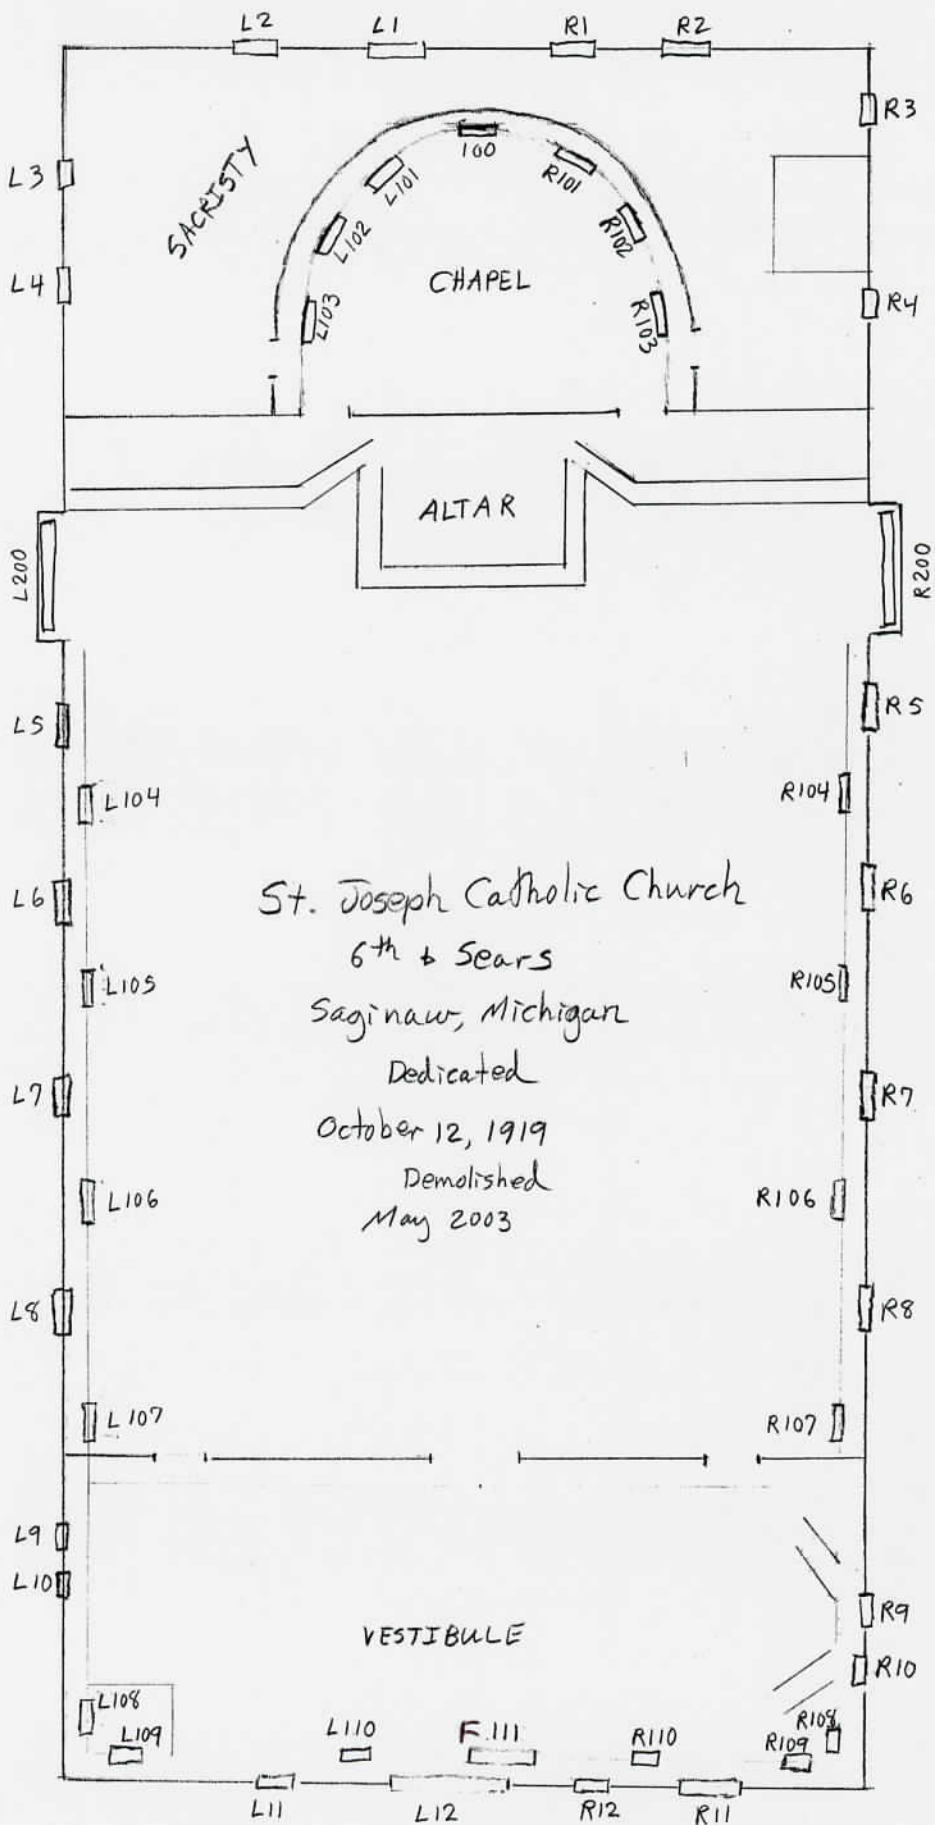 L2 L1 R1 R2
R3
L3
SACRISTY
100
L101 R101
L102 R102
L4 CHAPEL R4
L103 R103
ALTAR
L200 R200
L5 R5
L104 R104
L6 R6
St. Joseph Catholic Church
6th & Sears
L105 R105
Saginaw, Michigan
Dedicated
L7 R7
October 12, 1919
Demolished
L106 R106
May 2003
L8 R8
L107 R107
L9
L10
R9
VESTIBULE
R10
L108 R108
L109 L110 F 111 R110 R109
L11 L12 R12 R11